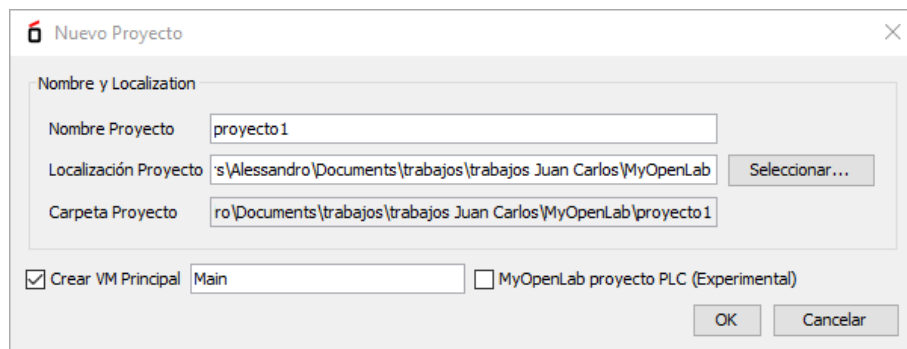 Nuevo Proyecto
Nombre y Localization
Nombre Proyecto proyecto1
Localización Proyecto 's\Alessandro\Documents\trabajos\trabajos Juan Carlos\MyOpenLab Seleccionar...
Carpeta Proyecto ro\Documents\trabajos\trabajos Juan Carlos\MyOpenLab\proyecto1
Crear VM Principal Main MyOpenLab proyecto PLC (Experimental)
OK Cancelar